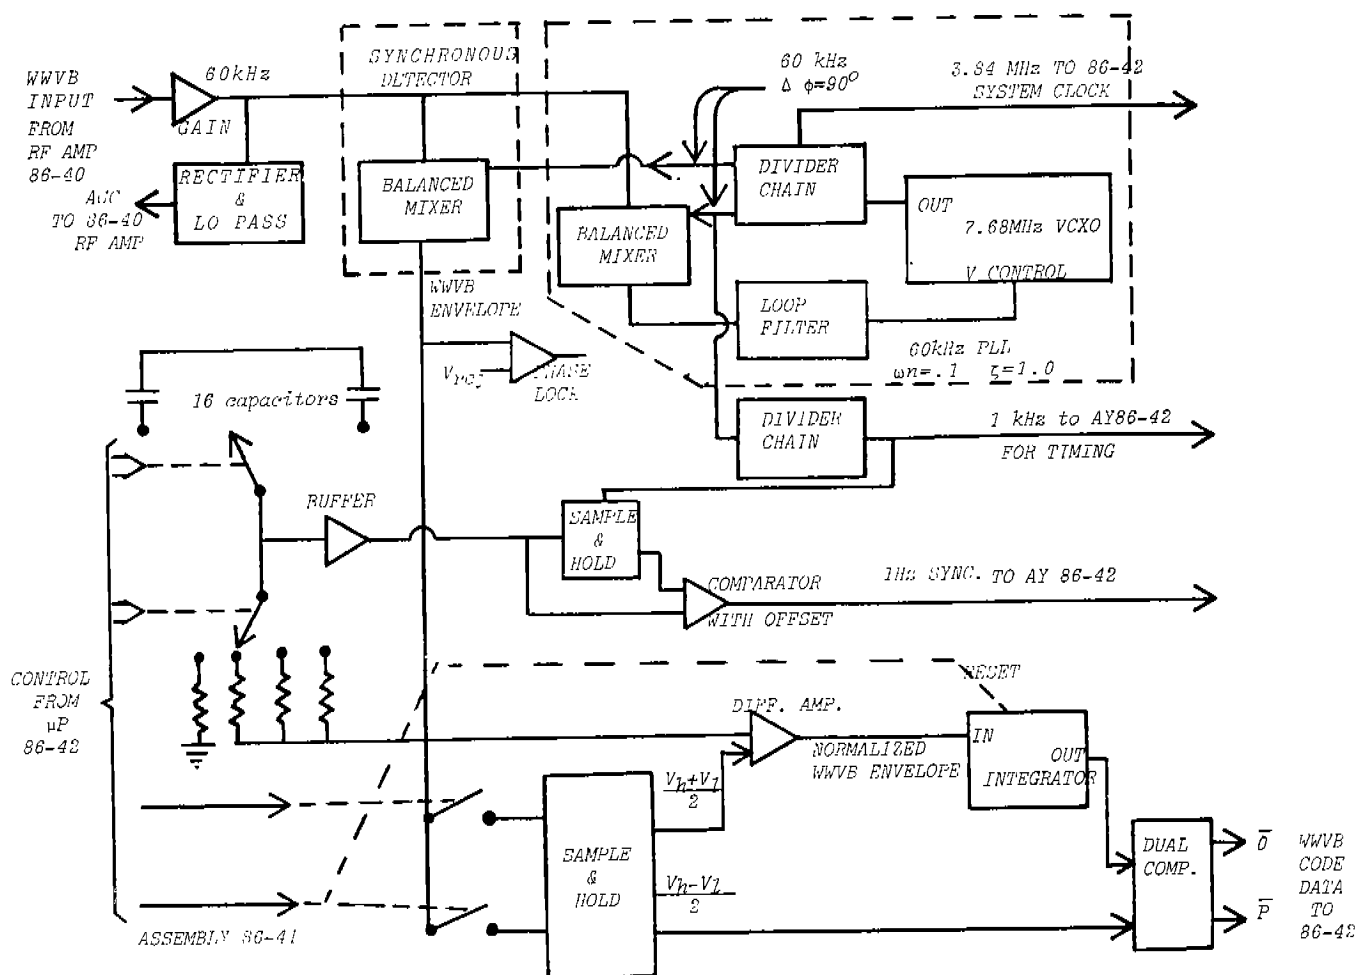 WWVB
INPUT
FROM
RF AMP
86-40
60kHz
GAIN
AGC
TO 86-40
RF AMP
RECTIFIER
&
LO PASS
SYNCHRONOUS
DETECTOR
BALANCED
MIXER
WWVB
ENVELOPE
60 kHz
Δ ϕ=90°
3.84 MHz TO 86-42
SYSTEM CLOCK
DIVIDER
CHAIN
OUT
7.68MHz VCXO
V CONTROL
BALANCED
MIXER
LOOP
FILTER
60kHz PLL
ωn=.1 ζ=1.0
Vref
PHASE
LOCK
16 capacitors
DIVIDER
CHAIN
1 kHz to AY86-42
FOR TIMING
BUFFER
SAMPLE
&
HOLD
COMPARATOR
WITH OFFSET
1Hz SYNC. TO AY 86-42
CONTROL
FROM
μP
86-42
RESET
DIFF. AMP.
NORMALIZED
WWVB ENVELOPE
IN
OUT
INTEGRATOR
Vh+Vl
2
SAMPLE
&
HOLD
Vh-Vl
2
DUAL
COMP.
O̅
P̅
WWVB
CODE
DATA
TO
86-42
ASSEMBLY 86-41